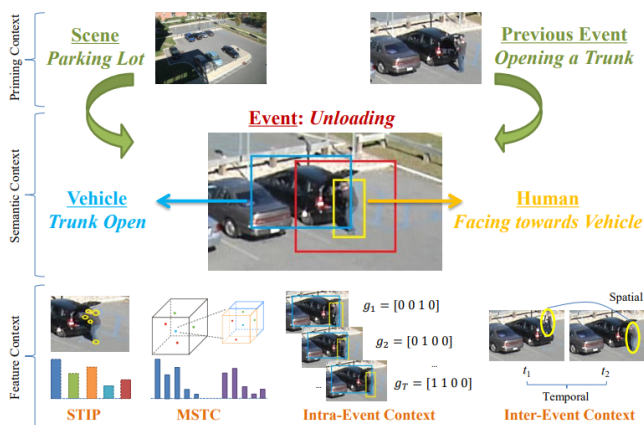 Priming Context
Scene
Parking Lot
Previous Event
Opening a Trunk
Semantic Context
Event: Unloading
Vehicle
Trunk Open
Human
Facing towards Vehicle
Feature Context
g₁ = [0 0 1 0]
g₂ = [0 1 0 0]
...
... g_T = [1 1 0 0]
Spatial
t₁ t₂
Temporal
STIP
MSTC
Intra-Event Context
Inter-Event Context